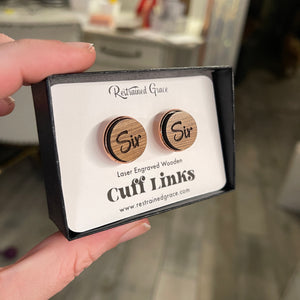 Restrained Grace
Sir Sir
Laser Engraved Wooden
Cuff Links
www.restrainedgrace.com